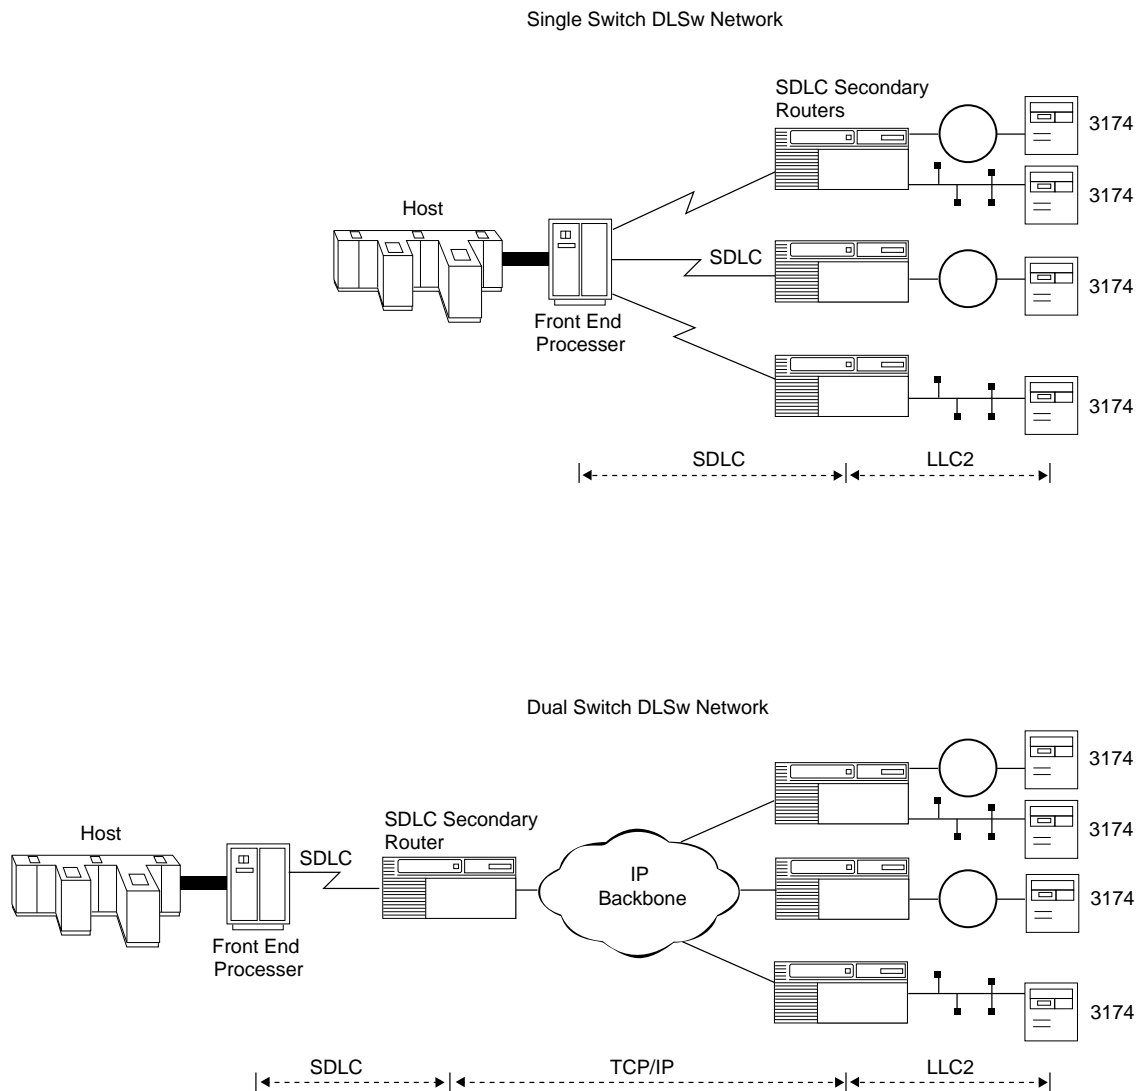 Single Switch DLSw Network
SDLC Secondary
Routers
3174
3174
Host
SDLC
3174
Front End
Processer
3174
SDLC
LLC2
Dual Switch DLSw Network
3174
SDLC Secondary
Router
3174
Host
SDLC
IP
Backbone
3174
Front End
Processer
3174
SDLC
TCP/IP
LLC2